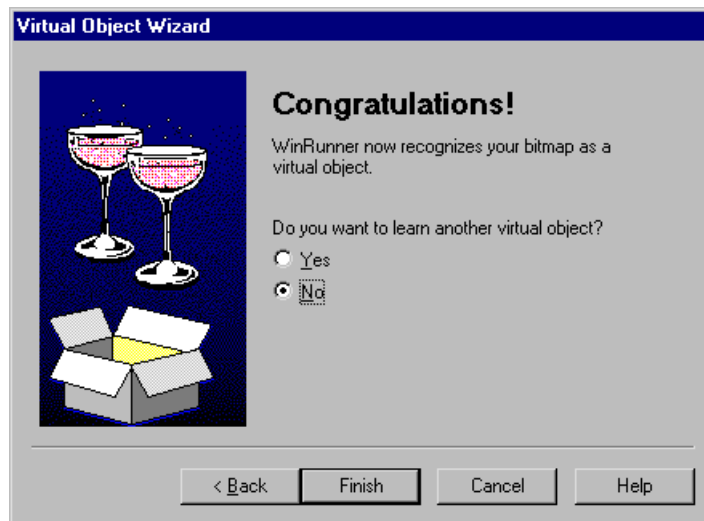 Virtual Object Wizard
Congratulations!
WinRunner now recognizes your bitmap as a
virtual object.
Do you want to learn another virtual object?
Yes
No
< Back
Finish
Cancel
Help